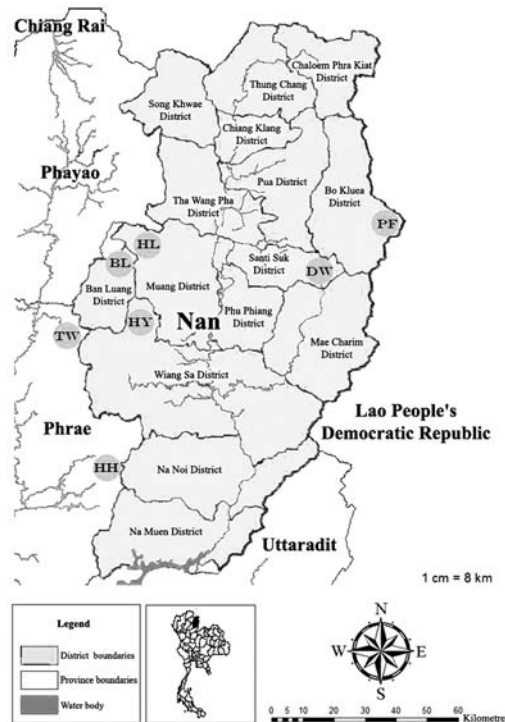 Chiang Rai
Chaloem Phra Kiat
District
Thung Chang
District
Song Khwae
District
Chiang Klang
District
Phayao
Pua District
Bo Kluea
District
Tha Wang Pha
District
PF
HL
BL
Santi Suk
District
DW
Ban Luang
District
Muang District
Phu Phiang
District
HY
Nan
TW
Mae Charim
District
Wiang Sa District
Lao People's
Democratic Republic
Phrae
HH
Na Noi District
Na Muen District
Uttaradit
1 cm = 8 km
Legend
District boundaries
Province boundaries
Water body
N
W
E
S
0 5 10 20 30 40 50 60
Kilometre